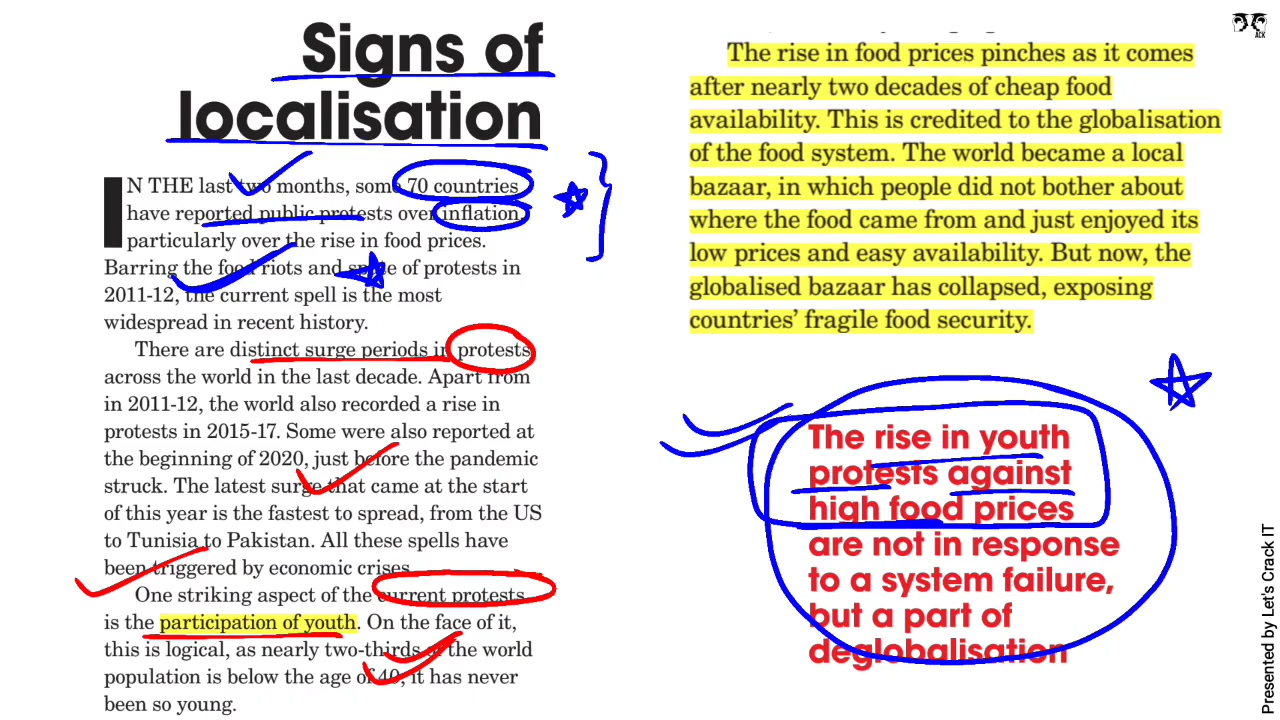 Signs of
localisation
IN THE last two months, some 70 countries
have reported public protests over inflation,
particularly over the rise in food prices.
Barring the food riots and spate of protests in
2011-12, the current spell is the most
widespread in recent history.
There are distinct surge periods in protests
across the world in the last decade. Apart from
in 2011-12, the world also recorded a rise in
protests in 2015-17. Some were also reported at
the beginning of 2020, just before the pandemic
struck. The latest surge that came at the start
of this year is the fastest to spread, from the US
to Tunisia to Pakistan. All these spells have
been triggered by economic crises.
One striking aspect of the current protests
is the participation of youth. On the face of it,
this is logical, as nearly two-thirds of the world
population is below the age of 40; it has never
been so young.
The rise in food prices pinches as it comes
after nearly two decades of cheap food
availability. This is credited to the globalisation
of the food system. The world became a local
bazaar, in which people did not bother about
where the food came from and just enjoyed its
low prices and easy availability. But now, the
globalised bazaar has collapsed, exposing
countries' fragile food security.
The rise in youth
protests against
high food prices
are not in response
to a system failure,
but a part of
deglobalisation
ACK
Presented by Let's Crack IT